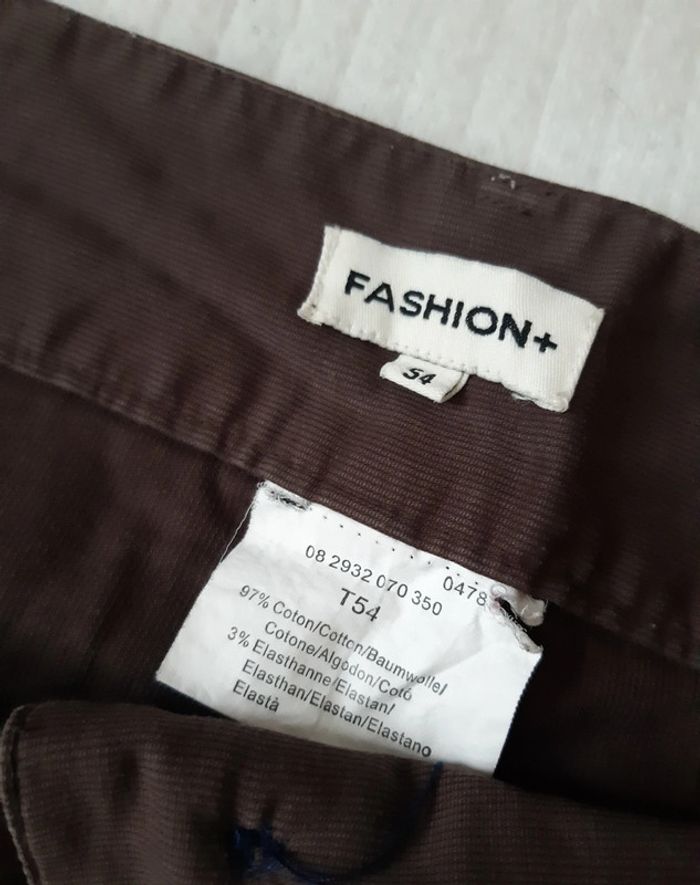 FASHION+
54
08 2932 070 350 0478
T54
97% Coton/Cotton/Baumwolle/
Cotone/Algodon/Coto
3% Elasthanne/Elastan/
Elasthan/Elastan/Elastano
Elastà